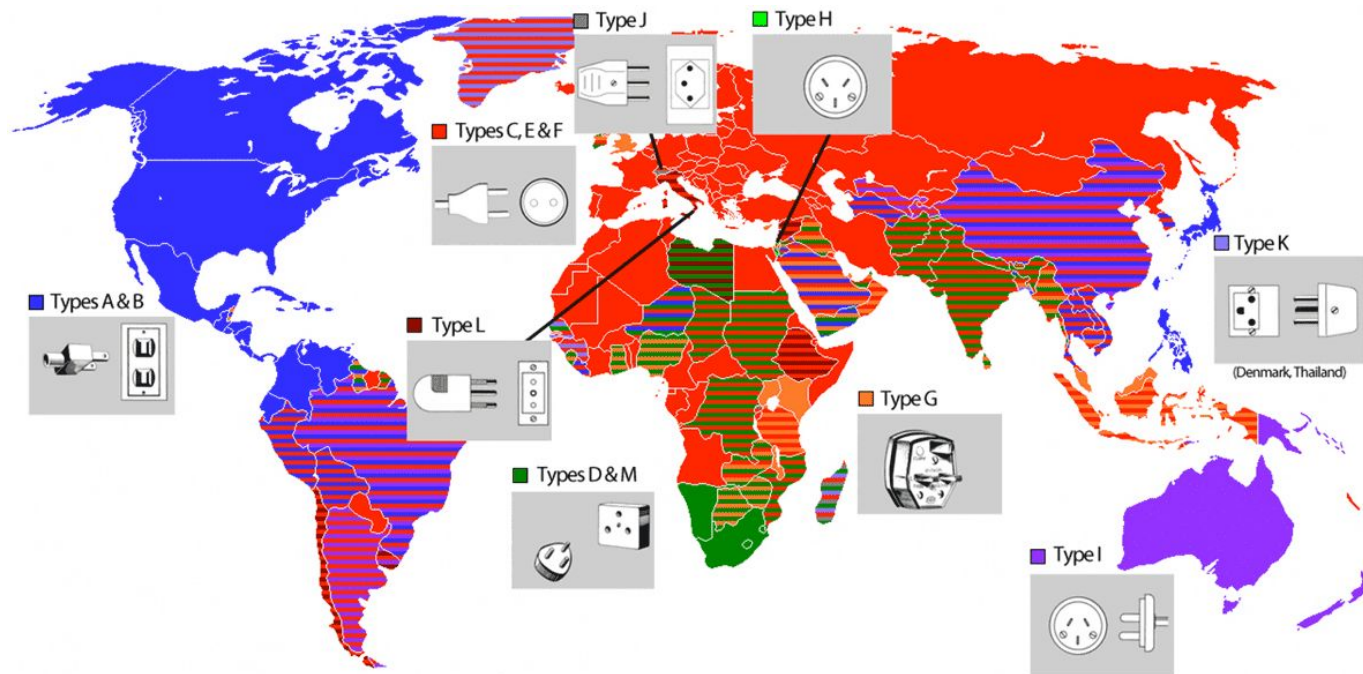 Type J
Type H
Types C, E & F
Type K
(Denmark, Thailand)
Types A & B
Type L
Type G
Types D & M
Type I